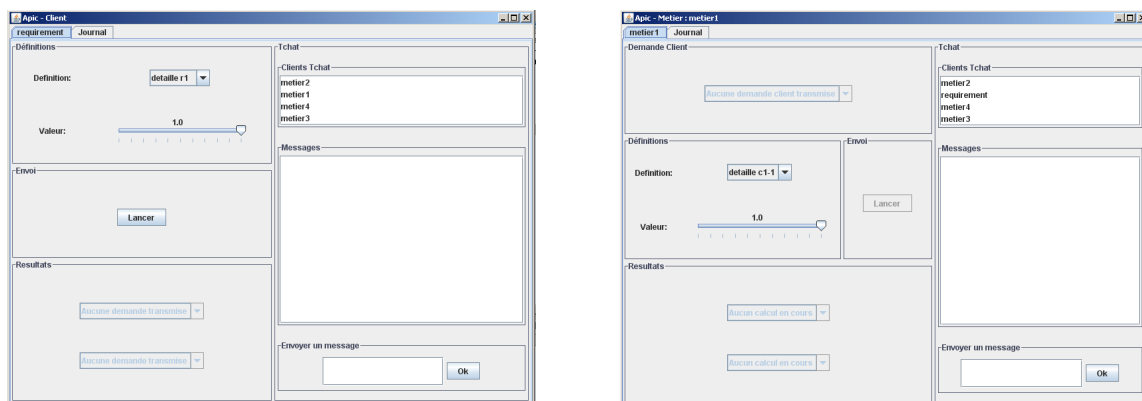 Apic - Client
requirement Journal
Définitions
Definition: detaille r1
1.0
Valeur:
Envoi
Lancer
Resultats
Aucune demande transmise
Aucune demande transmise
Tchat
Clients Tchat
metier2
metier1
metier4
metier3
Messages
Envoyer un message
Ok
Apic - Metier : metier1
metier1 Journal
Demande Client
Aucune demande client transmise
Définitions
Definition: detaille c1-1
1.0
Valeur:
Envoi
Lancer
Resultats
Aucun calcul en cours
Aucun calcul en cours
Tchat
Clients Tchat
metier2
requirement
metier4
metier3
Messages
Envoyer un message
Ok